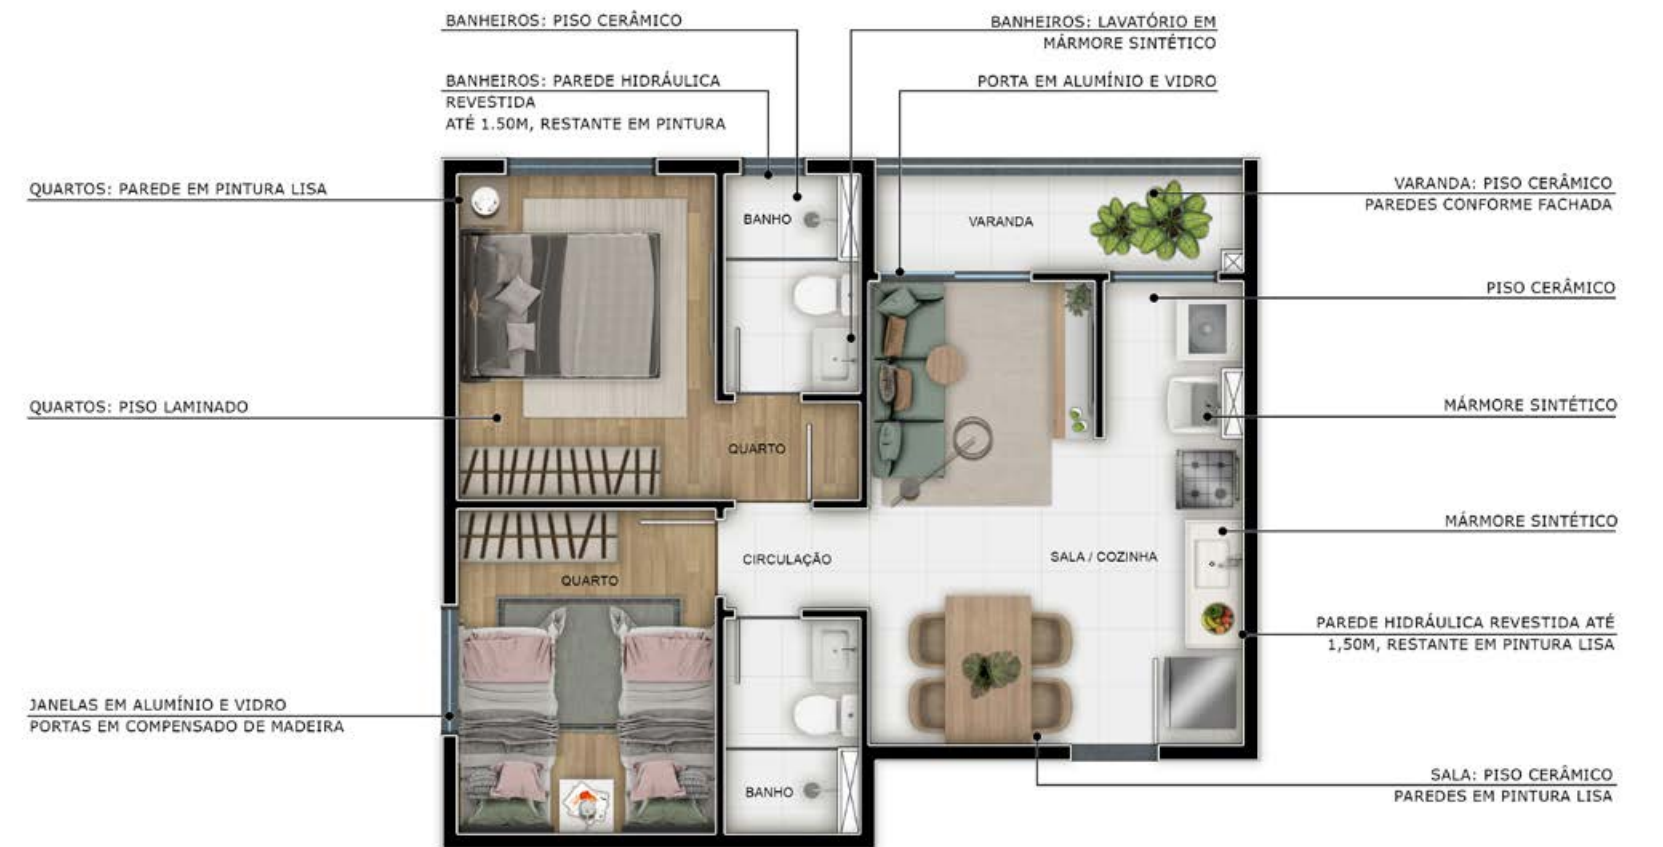 BANHEIROS: PISO CERÂMICO
BANHEIROS: LAVATÓRIO EM
MÁRMORE SINTÉTICO
BANHEIROS: PAREDE HIDRÁULICA
REVESTIDA
ATÉ 1.50M, RESTANTE EM PINTURA
PORTA EM ALUMÍNIO E VIDRO
QUARTOS: PAREDE EM PINTURA LISA
VARANDA: PISO CERÂMICO
PAREDES CONFORME FACHADA
BANHO
VARANDA
PISO CERÂMICO
QUARTOS: PISO LAMINADO
MÁRMORE SINTÉTICO
QUARTO
MÁRMORE SINTÉTICO
CIRCULAÇÃO
SALA / COZINHA
QUARTO
PAREDE HIDRÁULICA REVESTIDA ATÉ
1,50M, RESTANTE EM PINTURA LISA
JANELAS EM ALUMÍNIO E VIDRO
PORTAS EM COMPENSADO DE MADEIRA
BANHO
SALA: PISO CERÂMICO
PAREDES EM PINTURA LISA